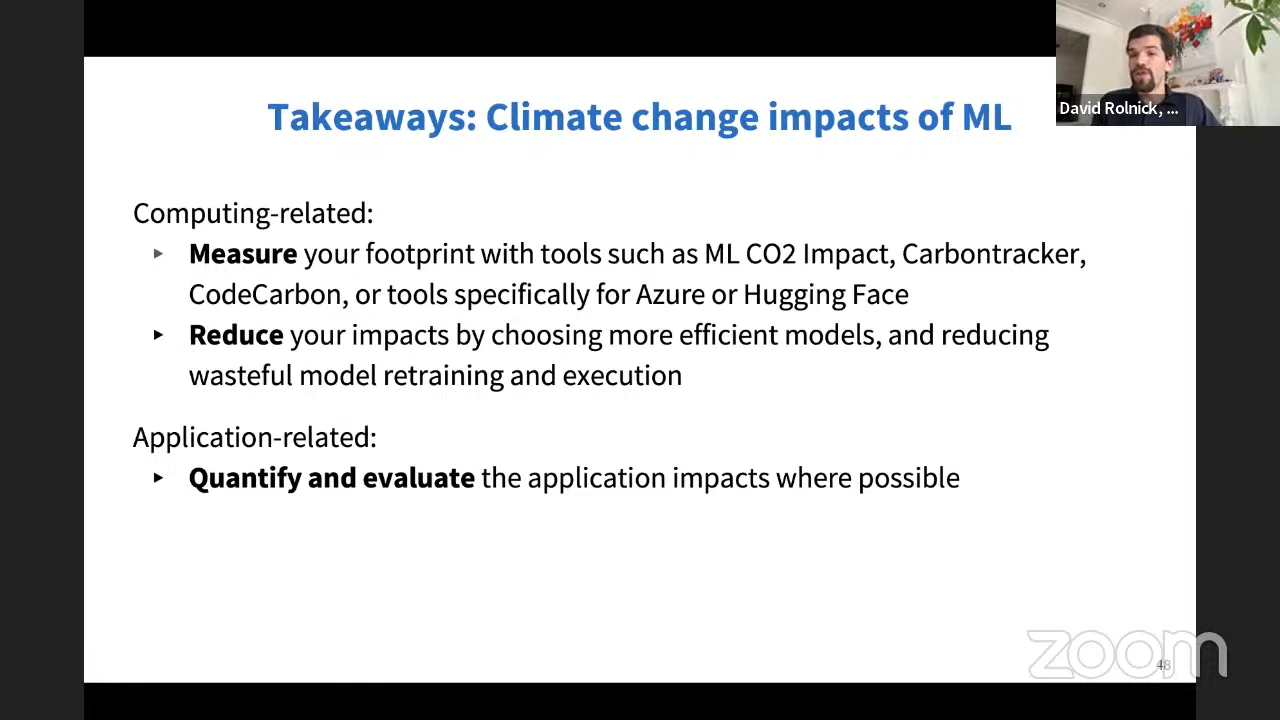 Takeaways: Climate change impacts of ML
David Rolnick, ...
Computing-related:
Measure your footprint with tools such as ML CO2 Impact, Carbontracker,
CodeCarbon, or tools specifically for Azure or Hugging Face
Reduce your impacts by choosing more efficient models, and reducing
wasteful model retraining and execution
Application-related:
Quantify and evaluate the application impacts where possible
zoom
48